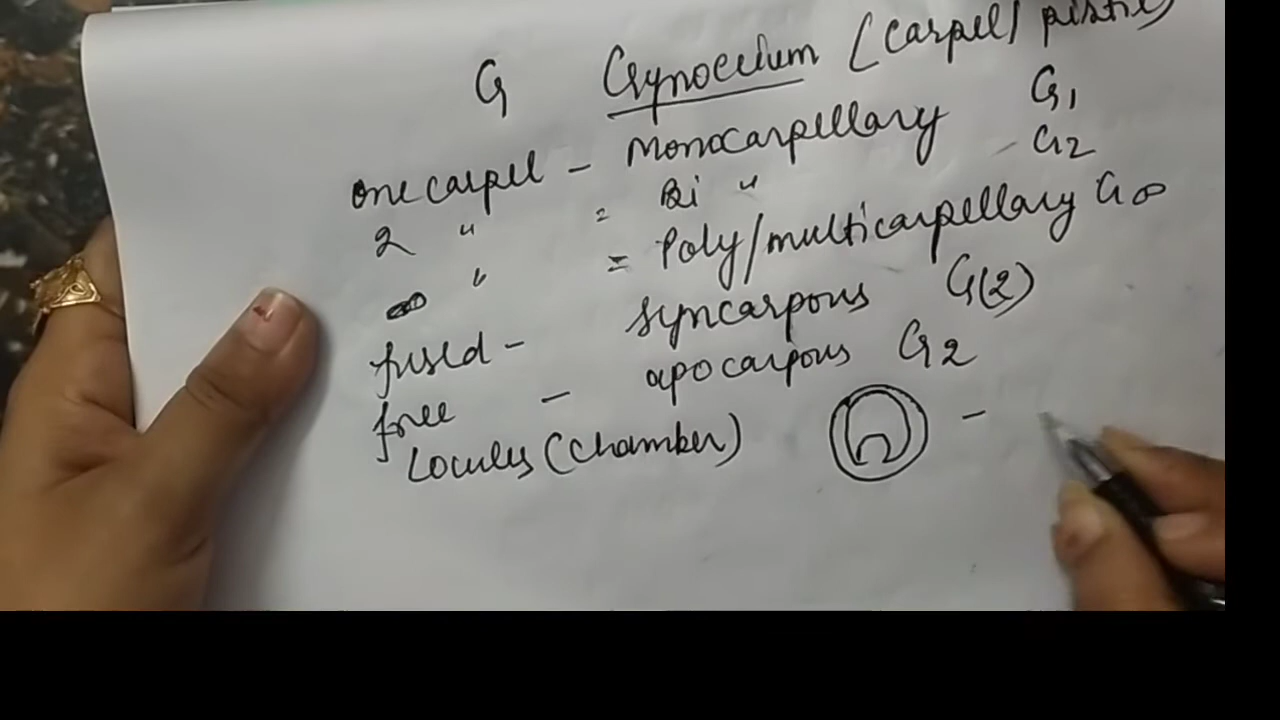 G Gynoecium (Carpel/pistil)
one carpel - Monocarpellary G1
2 " = Bi " - G2
∞ " = Poly/multicarpellary G∞
fused - syncarpous G(2)
free - apocarpous G2
Locules (chamber) -